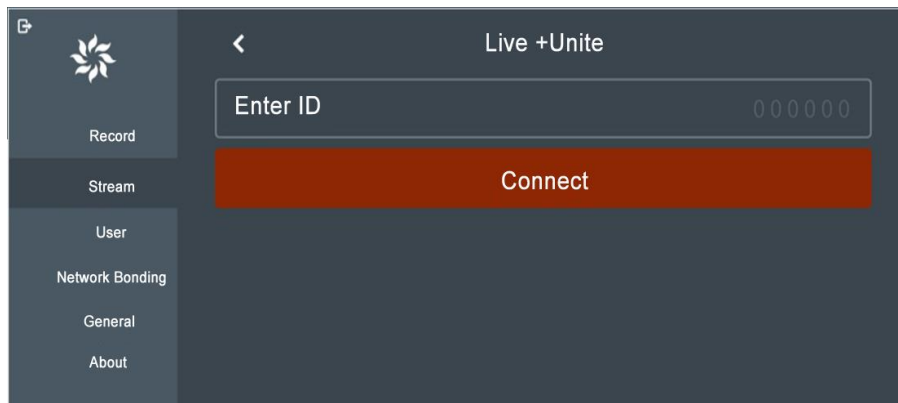 Live +Unite
Enter ID
000000
Connect
Record
Stream
User
Network Bonding
General
About